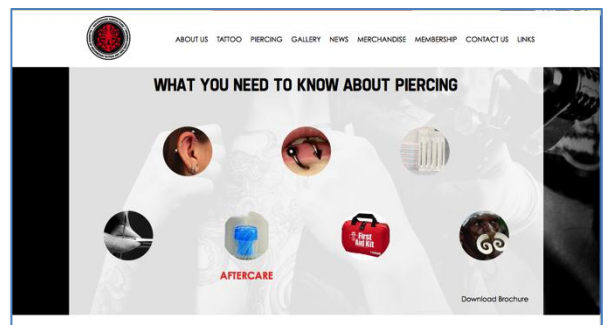 ABOUT US TATTOO PIERCING GALLERY NEWS MERCHANDISE MEMBERSHIP CONTACT US LINKS
WHAT YOU NEED TO KNOW ABOUT PIERCING
First
Aid Kit
AFTERCARE
Download Brochure